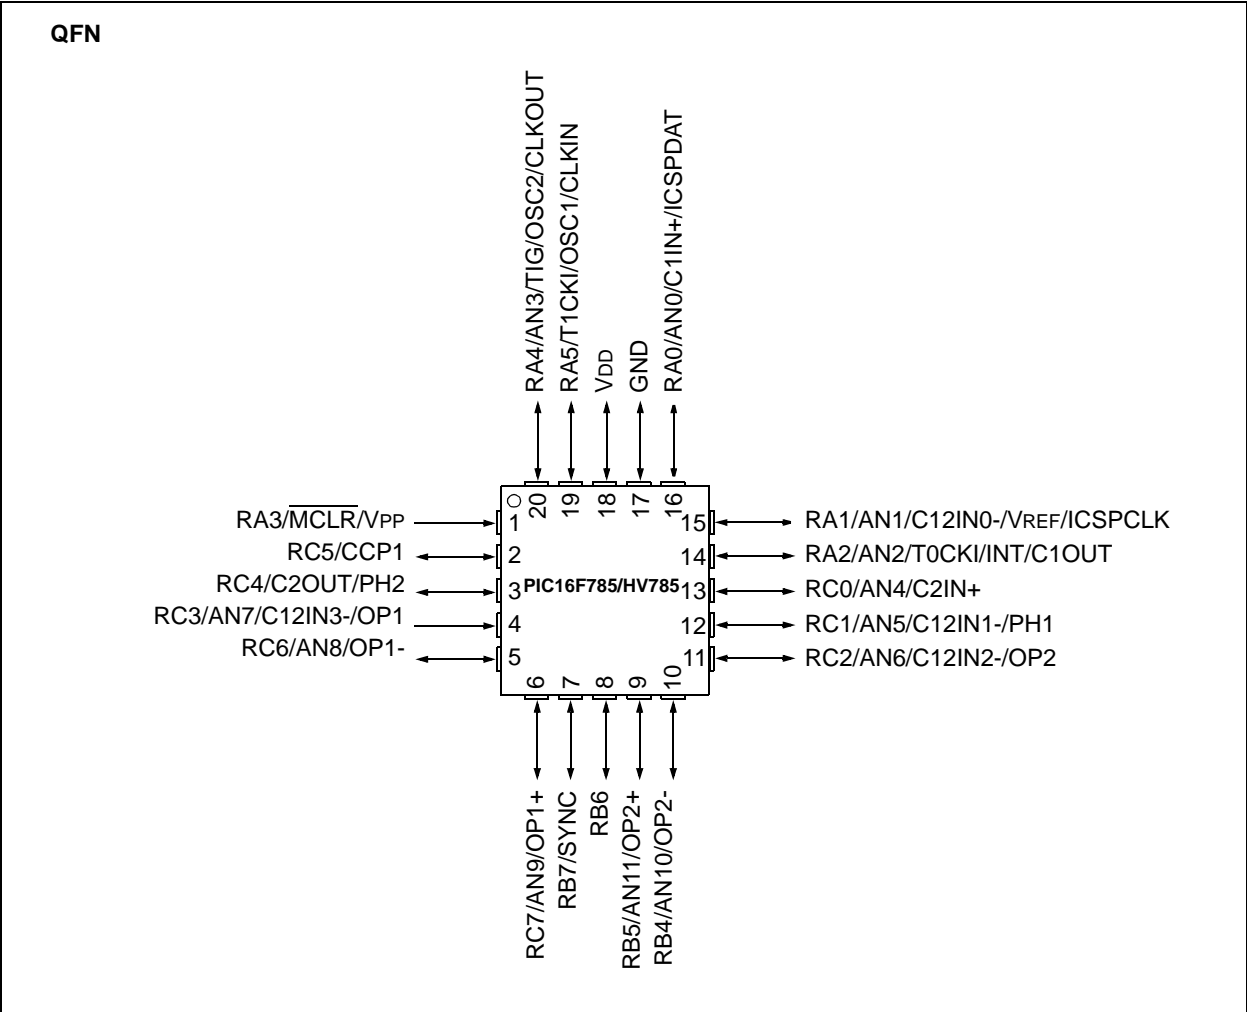 QFN
RA4/AN3/TIG/OSC2/CLKOUT
RA5/T1CKI/OSC1/CLKIN
VDD
GND
RA0/AN0/C1IN+/ICSPDAT
20
19
18
17
16
RA3/MCLR/VPP
1
RC5/CCP1
2
RC4/C2OUT/PH2
3
RC3/AN7/C12IN3-/OP1
4
RC6/AN8/OP1-
5
PIC16F785/HV785
15
RA1/AN1/C12IN0-/VREF/ICSPCLK
14
RA2/AN2/T0CKI/INT/C1OUT
13
RC0/AN4/C2IN+
12
RC1/AN5/C12IN1-/PH1
11
RC2/AN6/C12IN2-/OP2
6
7
8
9
10
RC7/AN9/OP1+
RB7/SYNC
RB6
RB5/AN11/OP2+
RB4/AN10/OP2-